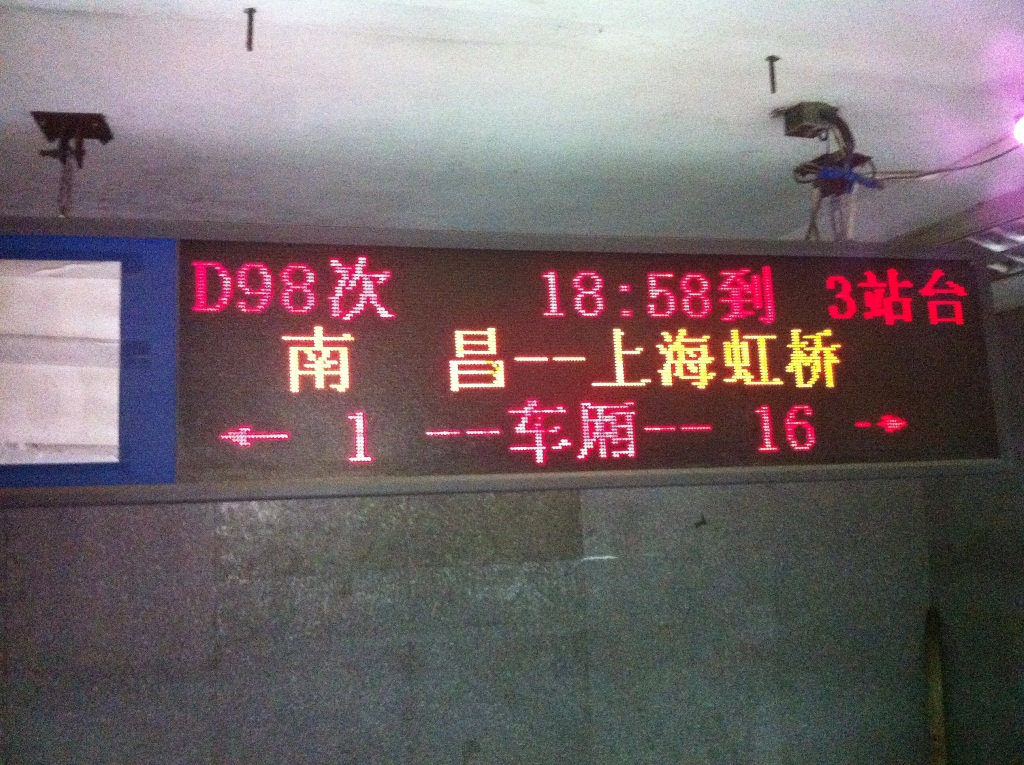 D98次 18:58到 3站台
南 昌--上海虹桥
← 1 --车厢-- 16 -→